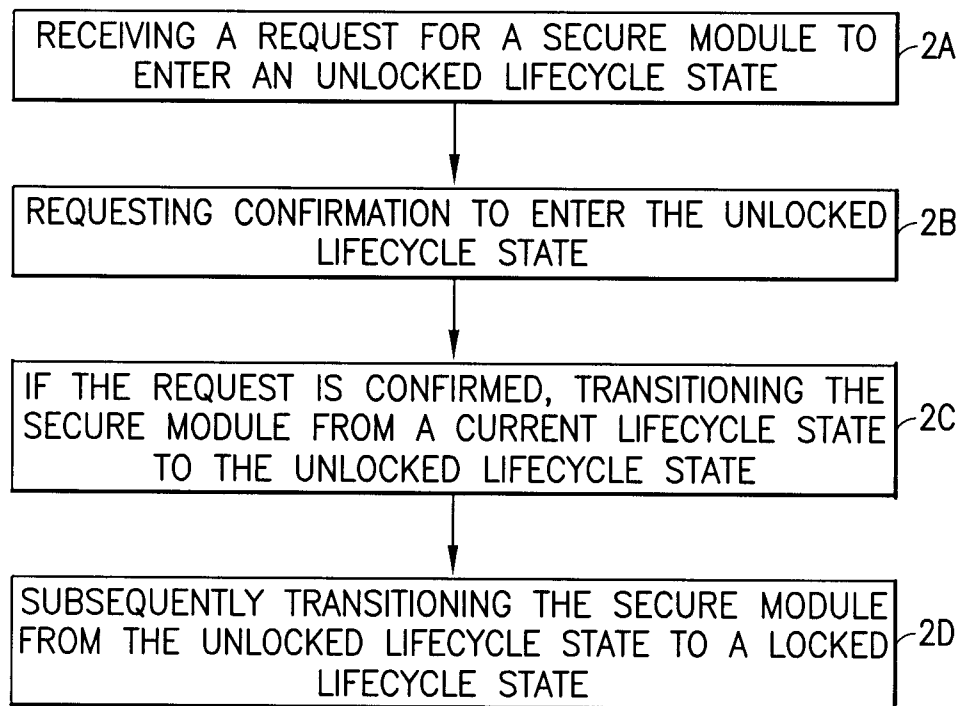 RECEIVING A REQUEST FOR A SECURE MODULE TO
ENTER AN UNLOCKED LIFECYCLE STATE
2A
REQUESTING CONFIRMATION TO ENTER THE UNLOCKED
LIFECYCLE STATE
2B
IF THE REQUEST IS CONFIRMED, TRANSITIONING THE
SECURE MODULE FROM A CURRENT LIFECYCLE STATE
TO THE UNLOCKED LIFECYCLE STATE
2C
SUBSEQUENTLY TRANSITIONING THE SECURE MODULE
FROM THE UNLOCKED LIFECYCLE STATE TO A LOCKED
LIFECYCLE STATE
2D